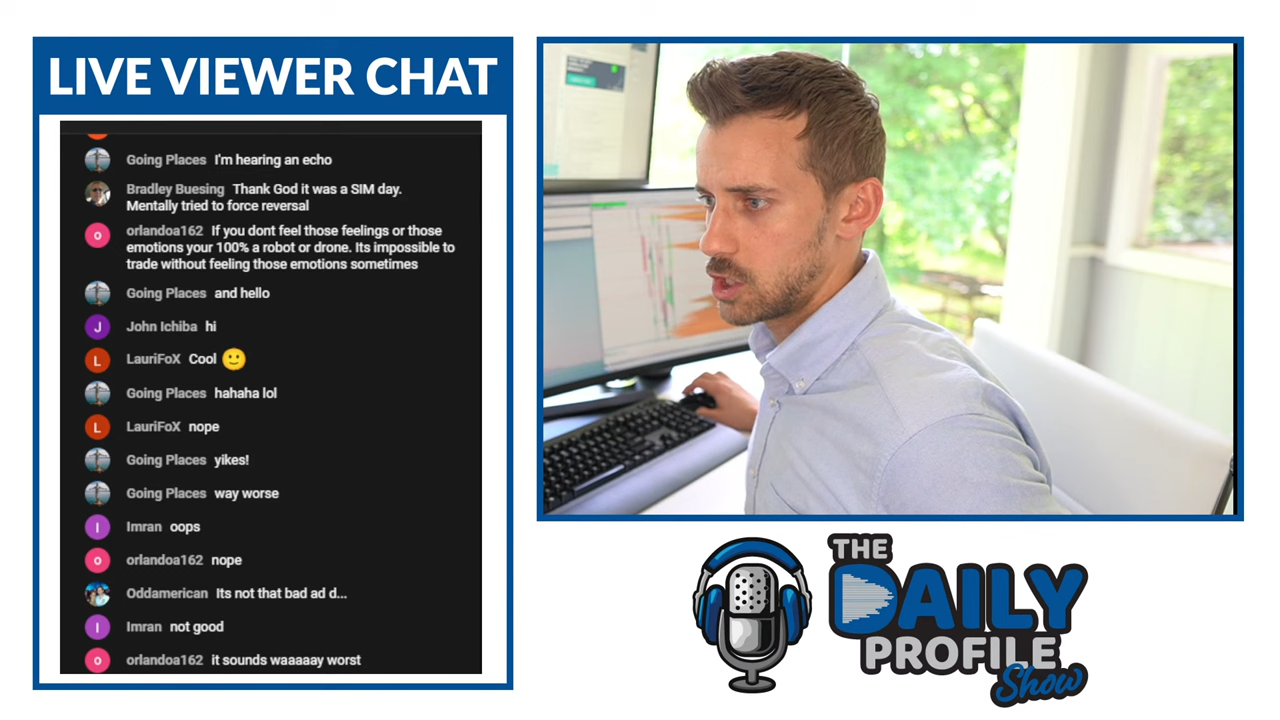 LIVE VIEWER CHAT
Going Places I'm hearing an echo
Bradley Buesing Thank God it was a SIM day.
Mentally tried to force reversal
o orlandoa162 If you dont feel those feelings or those
emotions your 100% a robot or drone. Its impossible to
trade without feeling those emotions sometimes
Going Places and hello
J John Ichiba hi
L LauriFoX Cool
Going Places hahaha lol
L LauriFoX nope
Going Places yikes!
Going Places way worse
I Imran oops
o orlandoa162 nope
Oddamerican Its not that bad ad d...
I Imran not good
o orlandoa162 it sounds waaaaay worst
THE
DAILY
PROFILE
Show